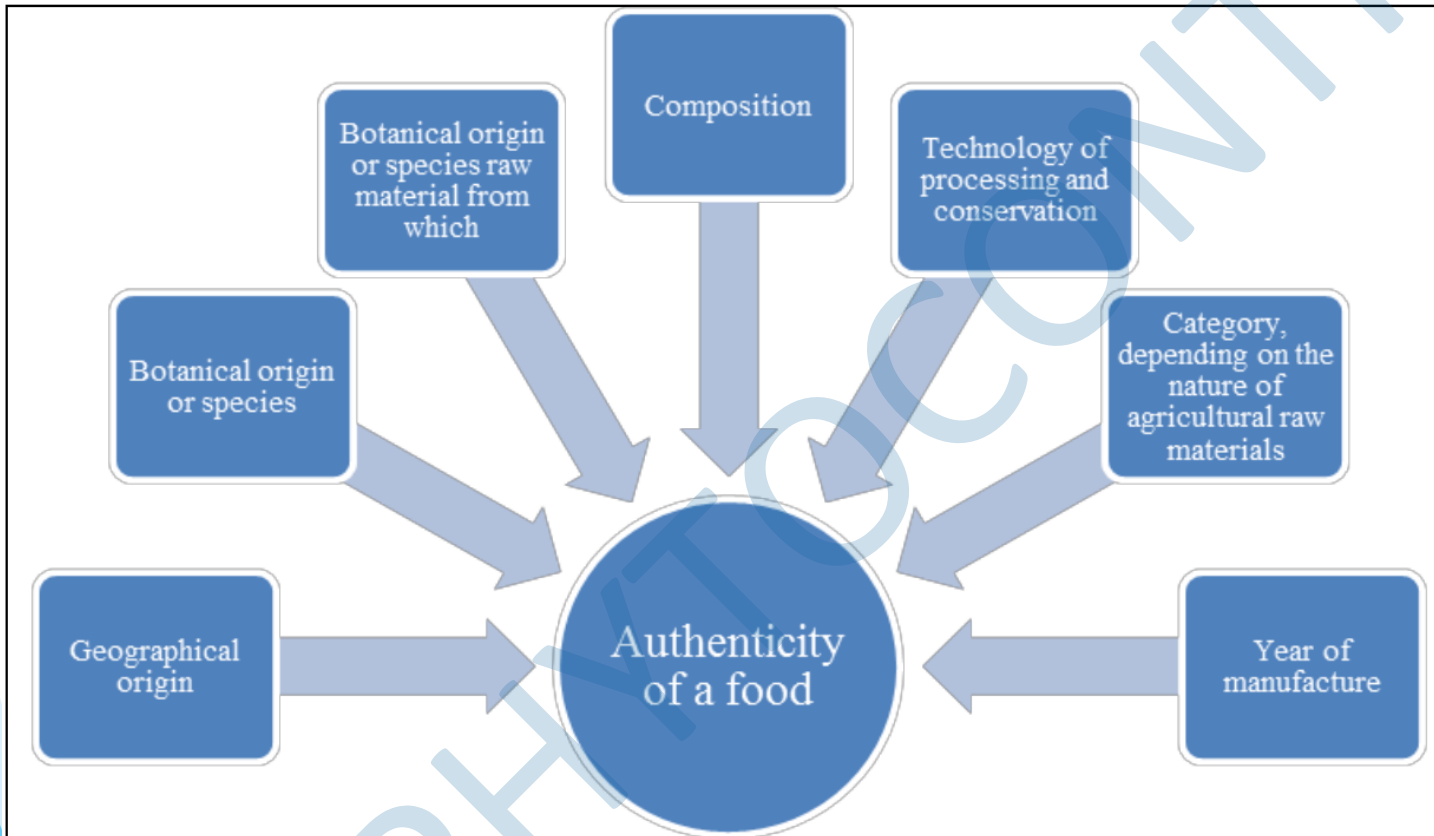 Composition
Botanical origin
or species raw
material from
which
Technology of
processing and
conservation
Botanical origin
or species
Category,
depending on the
nature of
agricultural raw
materials
Geographical
origin
Authenticity
of a food
Year of
manufacture
PHYTOCONT